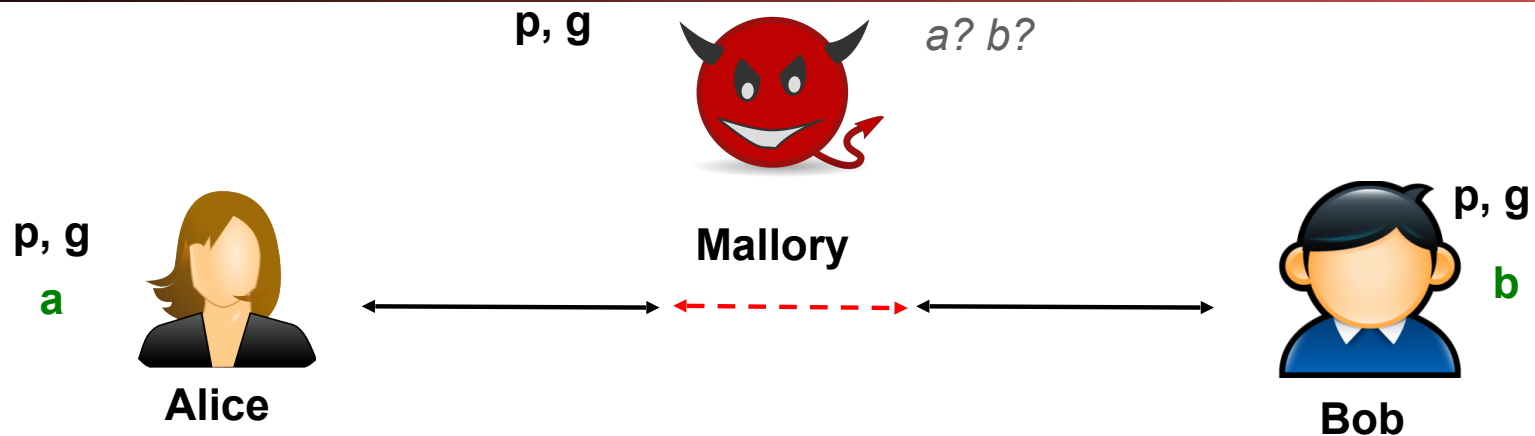 p, g
a? b?
p, g
a
Mallory
p, g
b
Alice
Bob